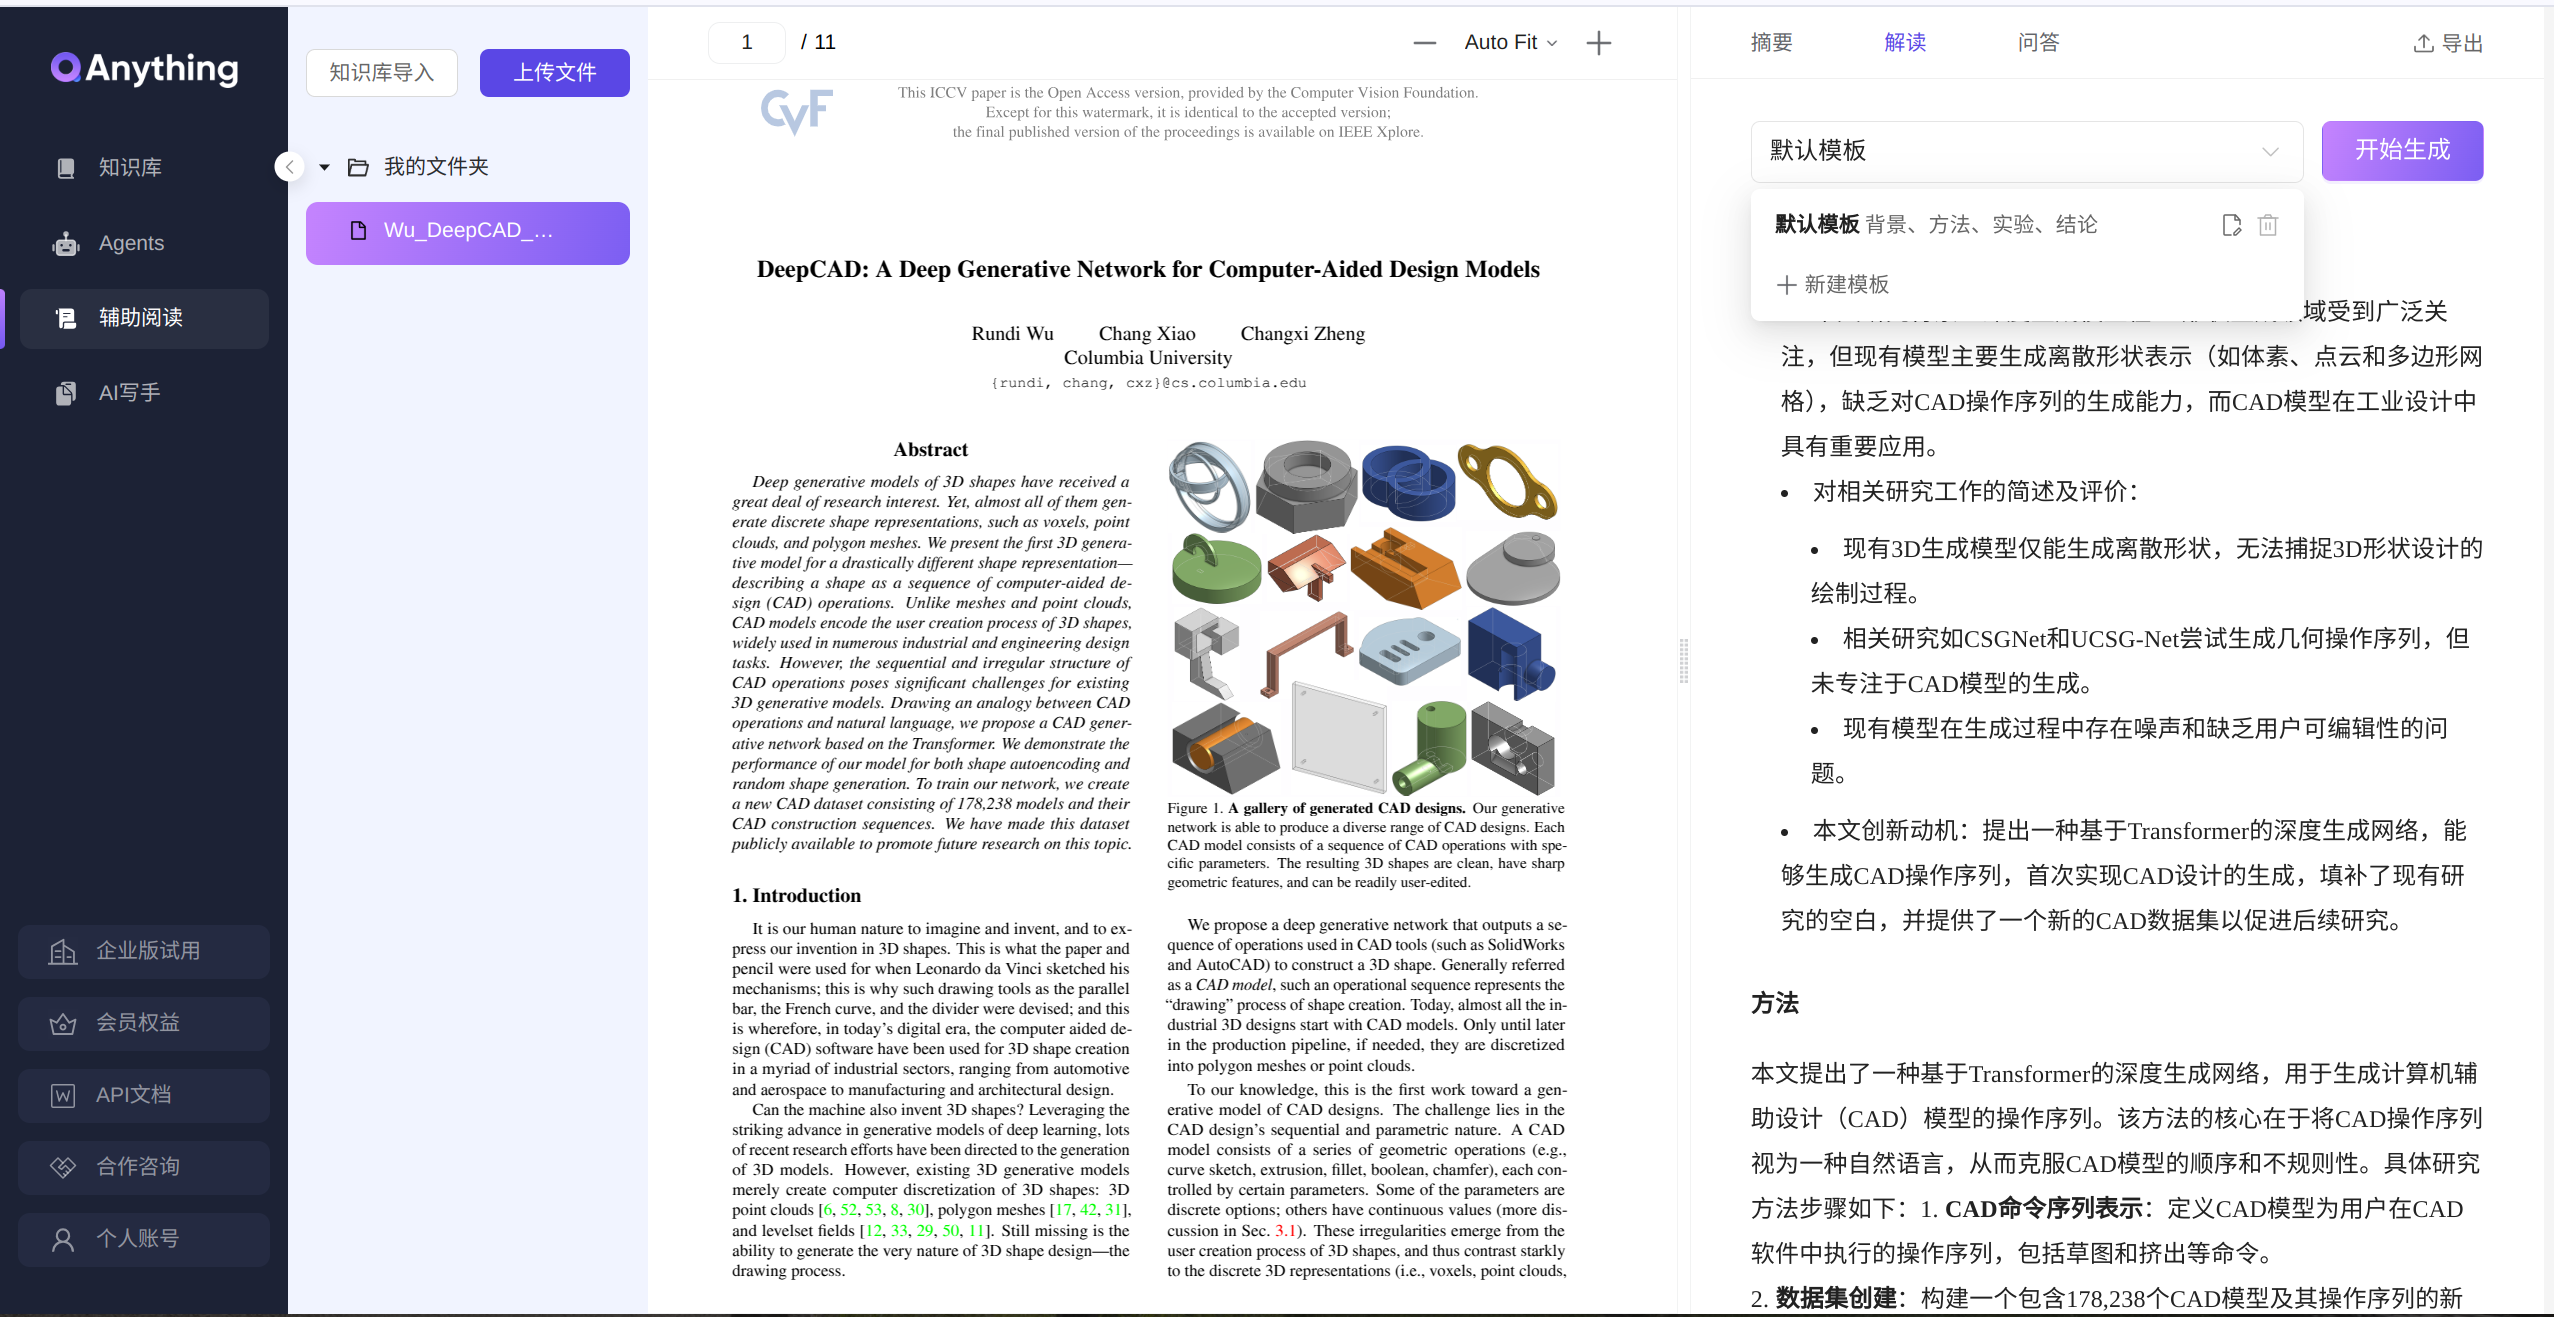 Anything
知识库
Agents
辅助阅读
AI写手
企业版试用
会员权益
API文档
合作咨询
个人账号
知识库导入
上传文件
我的文件夹
Wu_DeepCAD_...
1 / 11
Auto Fit
CVF
This ICCV paper is the Open Access version, provided by the Computer Vision Foundation.
Except for this watermark, it is identical to the accepted version;
the final published version of the proceedings is available on IEEE Xplore.
DeepCAD: A Deep Generative Network for Computer-Aided Design Models
Rundi Wu Chang Xiao Changxi Zheng
Columbia University
{rundi, chang, cxz}@cs.columbia.edu
Abstract
Deep generative models of 3D shapes have received a
great deal of research interest. Yet, almost all of them gen-
erate discrete shape representations, such as voxels, point
clouds, and polygon meshes. We present the first 3D genera-
tive model for a drastically different shape representation—
describing a shape as a sequence of computer-aided de-
sign (CAD) operations. Unlike meshes and point clouds,
CAD models encode the user creation process of 3D shapes,
widely used in numerous industrial and engineering design
tasks. However, the sequential and irregular structure of
CAD operations poses significant challenges for existing
3D generative models. Drawing an analogy between CAD
operations and natural language, we propose a CAD gener-
ative network based on the Transformer. We demonstrate the
performance of our model for both shape autoencoding and
random shape generation. To train our network, we create
a new CAD dataset consisting of 178,238 models and their
CAD construction sequences. We have made this dataset
publicly available to promote future research on this topic.
1. Introduction
It is our human nature to imagine and invent, and to ex-
press our invention in 3D shapes. This is what the paper and
pencil were used for when Leonardo da Vinci sketched his
mechanisms; this is why such drawing tools as the parallel
bar, the French curve, and the divider were devised; and this
is wherefore, in today's digital era, the computer aided de-
sign (CAD) software have been used for 3D shape creation
in a myriad of industrial sectors, ranging from automotive
and aerospace to manufacturing and architectural design.
Can the machine also invent 3D shapes? Leveraging the
striking advance in generative models of deep learning, lots
of recent research efforts have been directed to the generation
of 3D models. However, existing 3D generative models
merely create computer discretization of 3D shapes: 3D
point clouds [6, 52, 53, 8, 30], polygon meshes [17, 42, 31],
and levelset fields [12, 33, 29, 50, 11]. Still missing is the
ability to generate the very nature of 3D shape design—the
drawing process.
Figure 1. A gallery of generated CAD designs. Our generative
network is able to produce a diverse range of CAD designs. Each
CAD model consists of a sequence of CAD operations with spe-
cific parameters. The resulting 3D shapes are clean, have sharp
geometric features, and can be readily user-edited.
We propose a deep generative network that outputs a se-
quence of operations used in CAD tools (such as SolidWorks
and AutoCAD) to construct a 3D shape. Generally referred
as a CAD model, such an operational sequence represents the
“drawing” process of shape creation. Today, almost all the in-
dustrial 3D designs start with CAD models. Only until later
in the production pipeline, if needed, they are discretized
into polygon meshes or point clouds.
To our knowledge, this is the first work toward a gen-
erative model of CAD designs. The challenge lies in the
CAD design's sequential and parametric nature. A CAD
model consists of a series of geometric operations (e.g.,
curve sketch, extrusion, fillet, boolean, chamfer), each con-
trolled by certain parameters. Some of the parameters are
discrete options; others have continuous values (more dis-
cussion in Sec. 3.1). These irregularities emerge from the
user creation process of 3D shapes, and thus contrast starkly
to the discrete 3D representations (i.e., voxels, point clouds,
摘要 解读 问答 导出
默认模板 开始生成
默认模板 背景、方法、实验、结论
新建模板
域受到广泛关
注，但现有模型主要生成离散形状表示（如体素、点云和多边形网
格），缺乏对CAD操作序列的生成能力，而CAD模型在工业设计中
具有重要应用。
• 对相关研究工作的简述及评价：
• 现有3D生成模型仅能生成离散形状，无法捕捉3D形状设计的
绘制过程。
• 相关研究如CSGNet和UCSG-Net尝试生成几何操作序列，但
未专注于CAD模型的生成。
• 现有模型在生成过程中存在噪声和缺乏用户可编辑性的问
题。
• 本文创新动机：提出一种基于Transformer的深度生成网络，能
够生成CAD操作序列，首次实现CAD设计的生成，填补了现有研
究的空白，并提供了一个新的CAD数据集以促进后续研究。
方法
本文提出了一种基于Transformer的深度生成网络，用于生成计算机辅
助设计（CAD）模型的操作序列。该方法的核心在于将CAD操作序列
视为一种自然语言，从而克服CAD模型的顺序和不规则性。具体研究
方法步骤如下：1. CAD命令序列表示：定义CAD模型为用户在CAD
软件中执行的操作序列，包括草图和挤出等命令。
2. 数据集创建：构建一个包含178,238个CAD模型及其操作序列的新